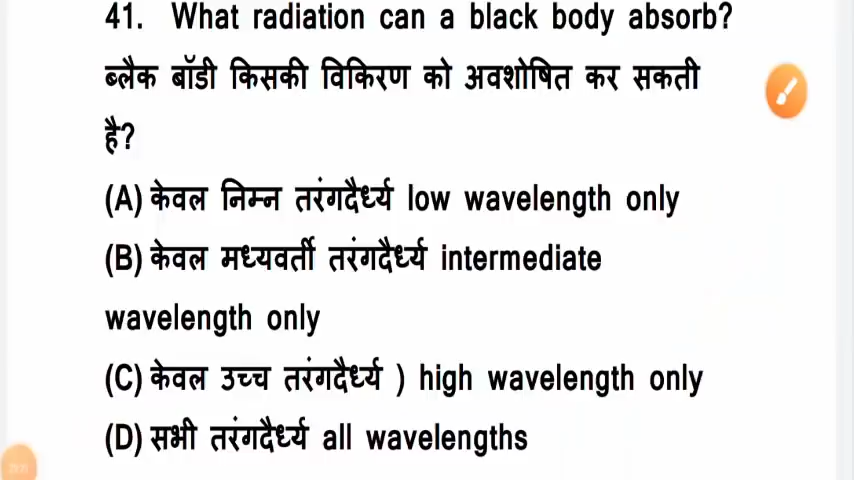 41. What radiation can a black body absorb?
ब्लैक बॉडी किसकी विकिरण को अवशोषित कर सकती
है?
(A) केवल निम्न तरंगदैर्ध्य low wavelength only
(B) केवल मध्यवर्ती तरंगदैर्ध्य intermediate
wavelength only
(C) केवल उच्च तरंगदैर्ध्य ) high wavelength only
(D) सभी तरंगदैर्ध्य all wavelengths